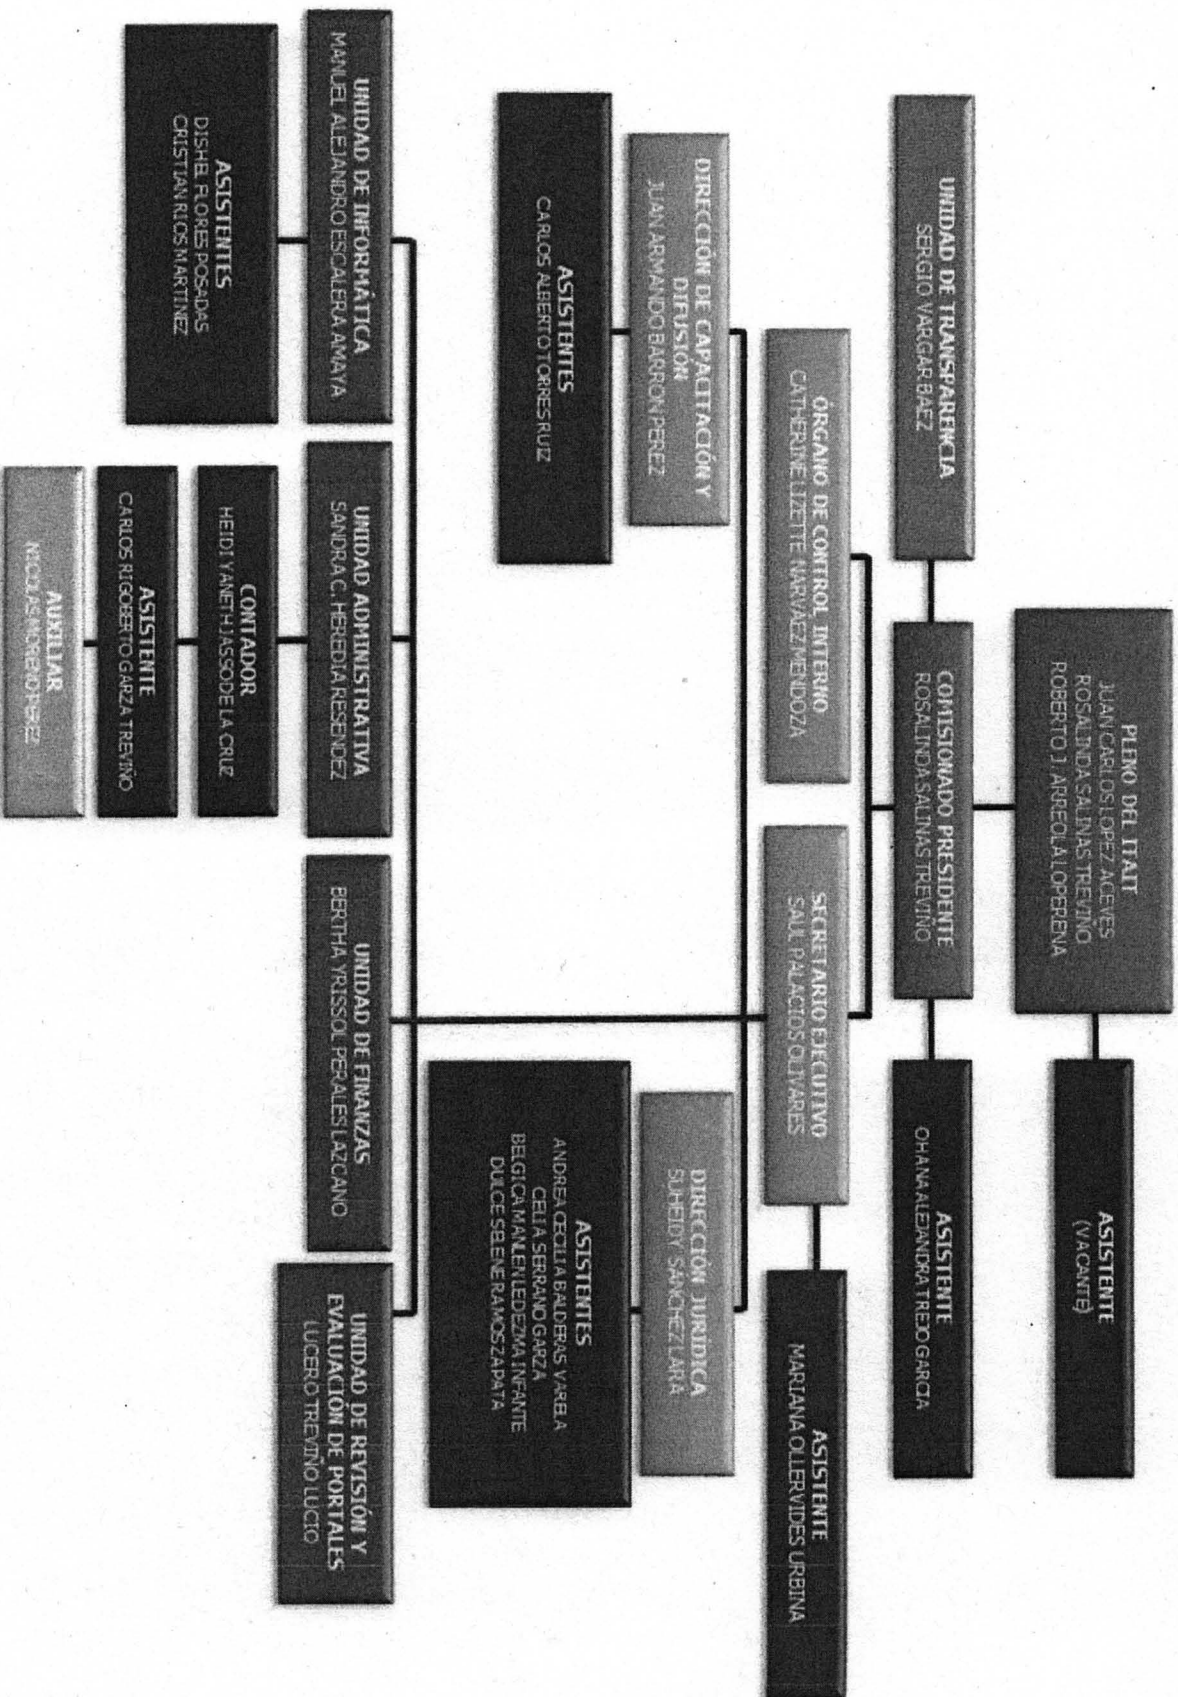 PLENO DEL ITAIT
JUAN CARLOS LOPEZ ACEVES
ROSALINDA SALINAS TREVIÑO
ROBERTO J. ARREOLA LOPERENA
ASISTENTE
(VACANTE)
UNIDAD DE TRANSPARENCIA
SERGIO VARGAR BAEZ
COMISIONADO PRESIDENTE
ROSALINDA SALINAS TREVIÑO
ASISTENTE
OHANA ALEJANDRA TREJO GARCIA
ÓRGANO DE CONTROL INTERNO
CATHERINE LIZETTE NARVAEZ MENDOZA
SECRETARIO EJECUTIVO
SAUL PALACIOS OLIVARES
ASISTENTE
MARIANA OLLERVIDES URBINA
DIRECCIÓN DE CAPACITACIÓN Y
DIFUSIÓN
JUAN ARMANDO BARRON PEREZ
ASISTENTES
CARLOS ALBERTO TORRES RUIZ
DIRECCIÓN JURÍDICA
SUHEIDY SANCHEZ LARA
ASISTENTES
ANDREA CECILIA BALDERAS VARELA
CELIA SERRANO GARZA
BELGICA MANLEN LEDEZMA INFANTE
DULCE SELENE RAMOS ZAPATA
UNIDAD DE INFORMÁTICA
MANUEL ALEJANDRO ESCALERA AMAYA
ASISTENTES
DISHEL FLORES POSADAS
CRISTIAN RIOS MARTINEZ
UNIDAD ADMINISTRATIVA
SANDRA C. HEREDIA RESENDEZ
CONTADOR
HEIDI YANETH JASSO DE LA CRUZ
ASISTENTE
CARLOS RIGOBERTO GARZA TREVIÑO
AUXILIAR
NICOLAS MORENO PEREZ
UNIDAD DE FINANZAS
BERTHA YRISSOL PERALES LAZCANO
UNIDAD DE REVISIÓN Y
EVALUACIÓN DE PORTALES
LUCERO TREVIÑO LUCIO